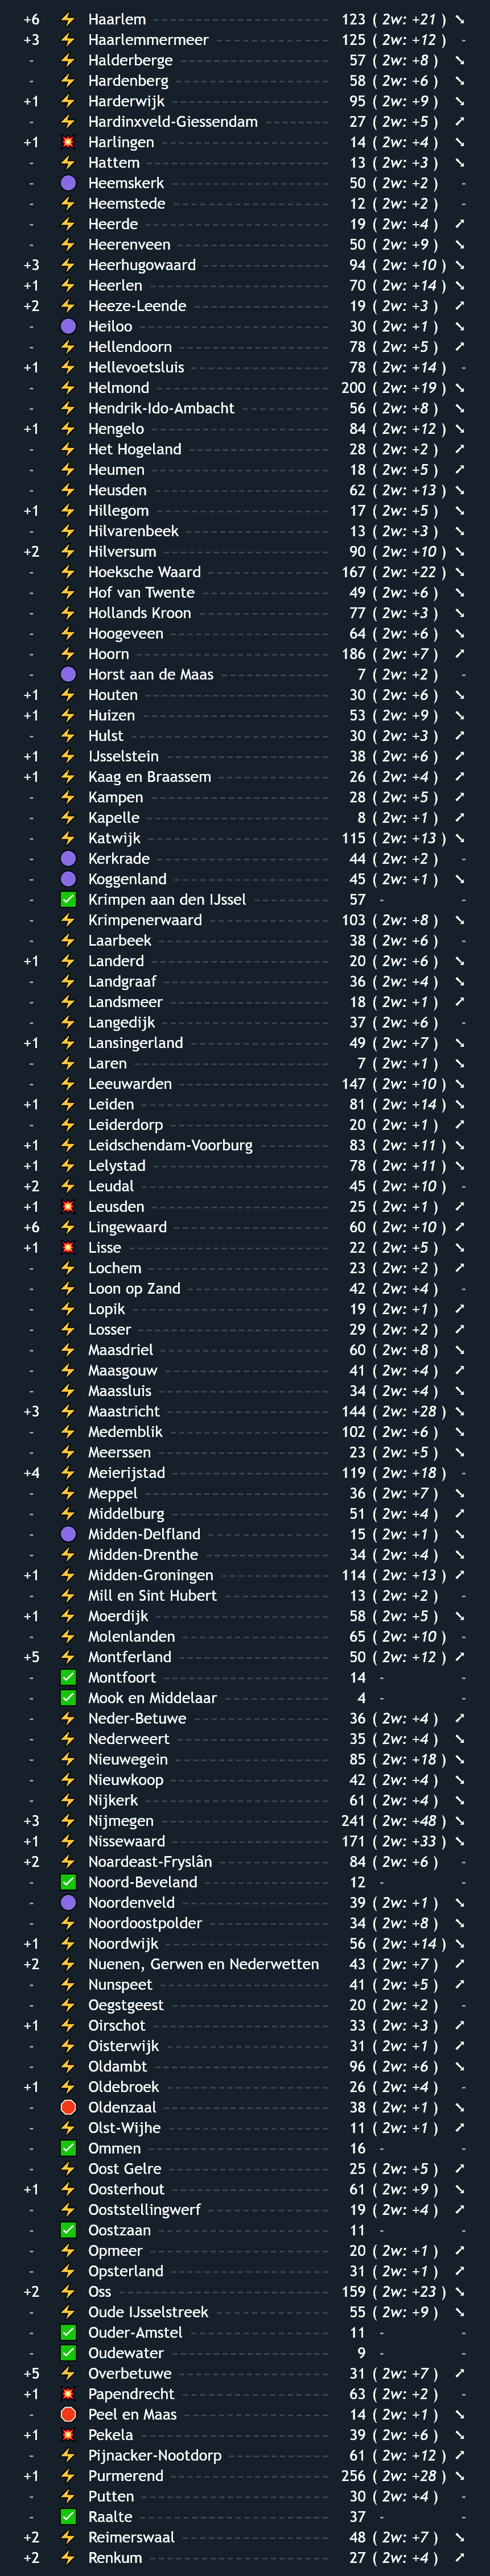 +6 ⚡ Haarlem 123 ( 2w: +21 ) ↘
+3 ⚡ Haarlemmermeer 125 ( 2w: +12 ) -
- ⚡ Halderberge 57 ( 2w: +8 ) ↘
- ⚡ Hardenberg 58 ( 2w: +6 ) ↘
+1 ⚡ Harderwijk 95 ( 2w: +9 ) ↘
- ⚡ Hardinxveld-Giessendam 27 ( 2w: +5 ) ↗
+1 💥 Harlingen 14 ( 2w: +4 ) ↘
- ⚡ Hattem 13 ( 2w: +3 ) ↘
- 🟣 Heemskerk 50 ( 2w: +2 ) -
- ⚡ Heemstede 12 ( 2w: +2 ) -
- ⚡ Heerde 19 ( 2w: +4 ) ↗
- ⚡ Heerenveen 50 ( 2w: +9 ) ↘
+3 ⚡ Heerhugowaard 94 ( 2w: +10 ) ↘
+1 ⚡ Heerlen 70 ( 2w: +14 ) ↘
+2 ⚡ Heeze-Leende 19 ( 2w: +3 ) ↗
- 🟣 Heiloo 30 ( 2w: +1 ) ↘
- ⚡ Hellendoorn 78 ( 2w: +5 ) ↗
+1 ⚡ Hellevoetsluis 78 ( 2w: +14 ) -
- ⚡ Helmond 200 ( 2w: +19 ) ↘
- ⚡ Hendrik-Ido-Ambacht 56 ( 2w: +8 ) ↘
+1 ⚡ Hengelo 84 ( 2w: +12 ) ↘
- ⚡ Het Hogeland 28 ( 2w: +2 ) ↗
- ⚡ Heumen 18 ( 2w: +5 ) ↗
- ⚡ Heusden 62 ( 2w: +13 ) ↘
+1 ⚡ Hillegom 17 ( 2w: +5 ) ↘
- ⚡ Hilvarenbeek 13 ( 2w: +3 ) ↘
+2 ⚡ Hilversum 90 ( 2w: +10 ) ↘
- ⚡ Hoeksche Waard 167 ( 2w: +22 ) ↘
- ⚡ Hof van Twente 49 ( 2w: +6 ) ↘
- ⚡ Hollands Kroon 77 ( 2w: +3 ) ↘
- ⚡ Hoogeveen 64 ( 2w: +6 ) ↘
- ⚡ Hoorn 186 ( 2w: +7 ) ↗
- 🟣 Horst aan de Maas 7 ( 2w: +2 ) -
+1 ⚡ Houten 30 ( 2w: +6 ) ↘
+1 ⚡ Huizen 53 ( 2w: +9 ) ↘
- ⚡ Hulst 30 ( 2w: +3 ) ↗
+1 ⚡ IJsselstein 38 ( 2w: +6 ) ↗
+1 ⚡ Kaag en Braassem 26 ( 2w: +4 ) ↗
- ⚡ Kampen 28 ( 2w: +5 ) ↗
- ⚡ Kapelle 8 ( 2w: +1 ) ↗
- ⚡ Katwijk 115 ( 2w: +13 ) ↘
- 🟣 Kerkrade 44 ( 2w: +2 ) -
- 🟣 Koggenland 45 ( 2w: +1 ) ↘
- ✅ Krimpen aan den IJssel 57 - -
- ⚡ Krimpenerwaard 103 ( 2w: +8 ) ↘
- ⚡ Laarbeek 38 ( 2w: +6 ) -
+1 ⚡ Landerd 20 ( 2w: +6 ) ↘
- ⚡ Landgraaf 36 ( 2w: +4 ) ↘
- ⚡ Landsmeer 18 ( 2w: +1 ) ↗
- ⚡ Langedijk 37 ( 2w: +6 ) -
+1 ⚡ Lansingerland 49 ( 2w: +7 ) ↘
- ⚡ Laren 7 ( 2w: +1 ) ↘
- ⚡ Leeuwarden 147 ( 2w: +10 ) ↘
+1 ⚡ Leiden 81 ( 2w: +14 ) ↘
- ⚡ Leiderdorp 20 ( 2w: +1 ) ↗
+1 ⚡ Leidschendam-Voorburg 83 ( 2w: +11 ) ↘
+1 ⚡ Lelystad 78 ( 2w: +11 ) ↘
+2 ⚡ Leudal 45 ( 2w: +10 ) -
+1 💥 Leusden 25 ( 2w: +1 ) ↗
+6 ⚡ Lingewaard 60 ( 2w: +10 ) ↗
+1 💥 Lisse 22 ( 2w: +5 ) ↘
- ⚡ Lochem 23 ( 2w: +2 ) ↗
- ⚡ Loon op Zand 42 ( 2w: +4 ) -
- ⚡ Lopik 19 ( 2w: +1 ) ↗
- ⚡ Losser 29 ( 2w: +2 ) ↗
- ⚡ Maasdriel 60 ( 2w: +8 ) ↘
- ⚡ Maasgouw 41 ( 2w: +4 ) ↗
- ⚡ Maassluis 34 ( 2w: +4 ) ↘
+3 ⚡ Maastricht 144 ( 2w: +28 ) ↘
- ⚡ Medemblik 102 ( 2w: +6 ) ↘
- ⚡ Meerssen 23 ( 2w: +5 ) ↘
+4 ⚡ Meierijstad 119 ( 2w: +18 ) -
- ⚡ Meppel 36 ( 2w: +7 ) ↘
- ⚡ Middelburg 51 ( 2w: +4 ) ↗
- 🟣 Midden-Delfland 15 ( 2w: +1 ) ↘
- ⚡ Midden-Drenthe 34 ( 2w: +4 ) ↘
+1 ⚡ Midden-Groningen 114 ( 2w: +13 ) ↗
- ⚡ Mill en Sint Hubert 13 ( 2w: +2 ) -
+1 ⚡ Moerdijk 58 ( 2w: +5 ) ↘
- ⚡ Molenlanden 65 ( 2w: +10 ) -
+5 ⚡ Montferland 50 ( 2w: +12 ) ↗
- ✅ Montfoort 14 - -
- ✅ Mook en Middelaar 4 - -
- ⚡ Neder-Betuwe 36 ( 2w: +4 ) ↗
- ⚡ Nederweert 35 ( 2w: +4 ) ↘
- ⚡ Nieuwegein 85 ( 2w: +18 ) ↘
- ⚡ Nieuwkoop 42 ( 2w: +4 ) ↘
- ⚡ Nijkerk 61 ( 2w: +4 ) ↘
+3 ⚡ Nijmegen 241 ( 2w: +48 ) ↘
+1 ⚡ Nissewaard 171 ( 2w: +33 ) ↘
+2 ⚡ Noardeast-Fryslân 84 ( 2w: +6 ) -
- ✅ Noord-Beveland 12 - -
- 🟣 Noordenveld 39 ( 2w: +1 ) ↘
- ⚡ Noordoostpolder 34 ( 2w: +8 ) ↘
+1 ⚡ Noordwijk 56 ( 2w: +14 ) ↘
+2 ⚡ Nuenen, Gerwen en Nederwetten 43 ( 2w: +7 ) ↗
- ⚡ Nunspeet 41 ( 2w: +5 ) ↗
- ⚡ Oegstgeest 20 ( 2w: +2 ) -
+1 ⚡ Oirschot 33 ( 2w: +3 ) ↗
- ⚡ Oisterwijk 31 ( 2w: +1 ) ↗
- ⚡ Oldambt 96 ( 2w: +6 ) ↘
+1 ⚡ Oldebroek 26 ( 2w: +4 ) -
- 🛑 Oldenzaal 38 ( 2w: +1 ) ↘
- ⚡ Olst-Wijhe 11 ( 2w: +1 ) ↗
- ✅ Ommen 16 - -
- ⚡ Oost Gelre 25 ( 2w: +5 ) ↗
+1 ⚡ Oosterhout 61 ( 2w: +9 ) ↘
- ⚡ Ooststellingwerf 19 ( 2w: +4 ) ↗
- ✅ Oostzaan 11 - -
- ⚡ Opmeer 20 ( 2w: +1 ) ↗
- ⚡ Opsterland 31 ( 2w: +1 ) ↗
+2 ⚡ Oss 159 ( 2w: +23 ) ↘
- ⚡ Oude IJsselstreek 55 ( 2w: +9 ) ↘
- ✅ Ouder-Amstel 11 - -
- ✅ Oudewater 9 - -
+5 ⚡ Overbetuwe 31 ( 2w: +7 ) ↗
+1 💥 Papendrecht 63 ( 2w: +2 ) -
- 🛑 Peel en Maas 14 ( 2w: +1 ) ↘
+1 💥 Pekela 39 ( 2w: +6 ) ↘
- ⚡ Pijnacker-Nootdorp 61 ( 2w: +12 ) ↗
+1 ⚡ Purmerend 256 ( 2w: +28 ) ↘
- ⚡ Putten 30 ( 2w: +4 ) -
- ✅ Raalte 37 - -
+2 ⚡ Reimerswaal 48 ( 2w: +7 ) ↘
+2 ⚡ Renkum 27 ( 2w: +4 ) ↗